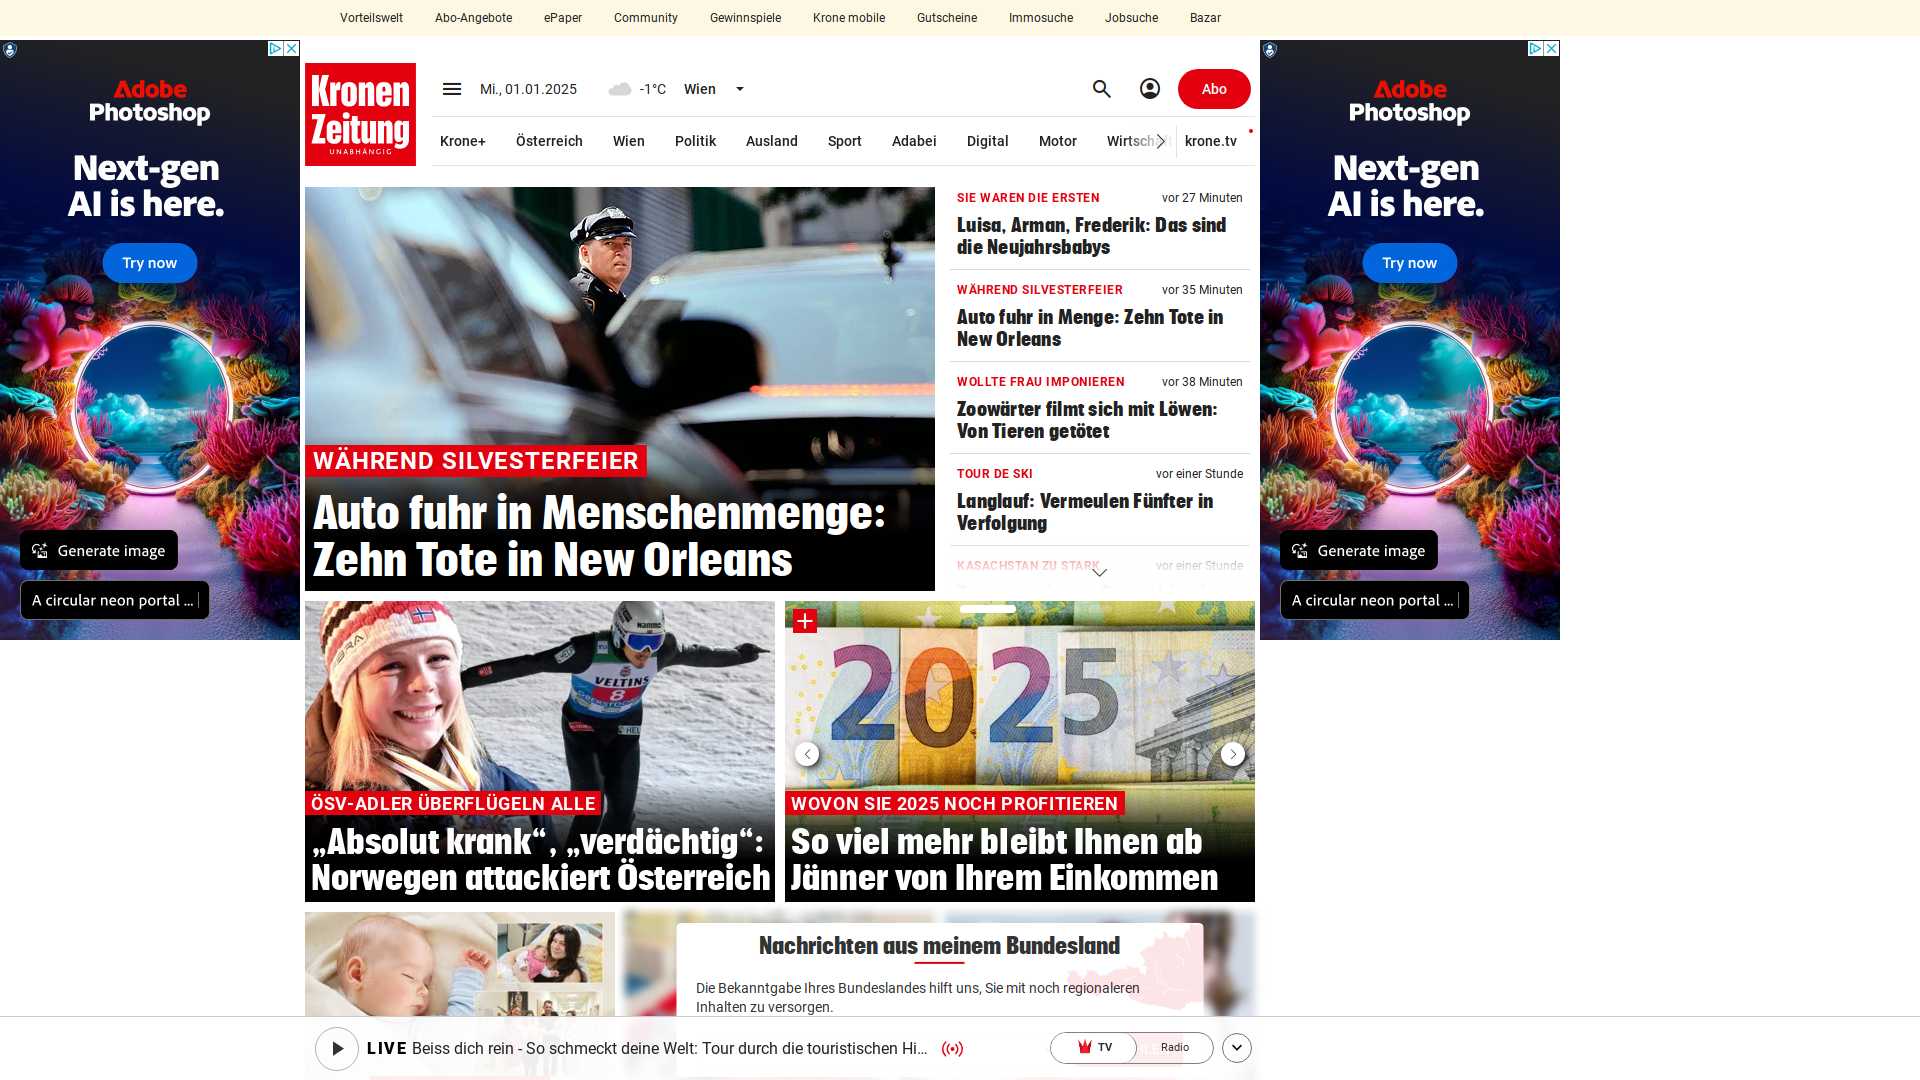 Vorteilswelt
Abo-Angebote
ePaper
Community
Gewinnspiele
Krone mobile
Gutscheine
Immosuche
Jobsuche
Bazar
Adobe
Photoshop
Next-gen
AI is here.
Try now
Generate image
A circular neon portal ...
Kronen
Zeitung
UNABHÄNGIG
Mi., 01.01.2025
-1°C
Wien
Abo
Krone+
Österreich
Wien
Politik
Ausland
Sport
Adabei
Digital
Motor
Wirtschaft
krone.tv
WÄHREND SILVESTERFEIER
Auto fuhr in Menschenmenge:
Zehn Tote in New Orleans
SIE WAREN DIE ERSTEN
vor 27 Minuten
Luisa, Arman, Frederik: Das sind
die Neujahrsbabys
WÄHREND SILVESTERFEIER
vor 35 Minuten
Auto fuhr in Menge: Zehn Tote in
New Orleans
WOLLTE FRAU IMPONIEREN
vor 38 Minuten
Zoowärter filmt sich mit Löwen:
Von Tieren getötet
TOUR DE SKI
vor einer Stunde
Langlauf: Vermeulen Fünfter in
Verfolgung
KASACHSTAN ZU STARK
vor einer Stunde
VELTINS
8
ÖSV-ADLER ÜBERFLÜGELN ALLE
„Absolut krank“, „verdächtig“:
Norwegen attackiert Österreich
2025
WOVON SIE 2025 NOCH PROFITIEREN
So viel mehr bleibt Ihnen ab
Jänner von Ihrem Einkommen
Nachrichten aus meinem Bundesland
Die Bekanntgabe Ihres Bundeslandes hilft uns, Sie mit noch regionaleren
Inhalten zu versorgen.
LIVE Beiss dich rein - So schmeckt deine Welt: Tour durch die touristischen Hi...
TV
Radio
Adobe
Photoshop
Next-gen
AI is here.
Try now
Generate image
A circular neon portal ...